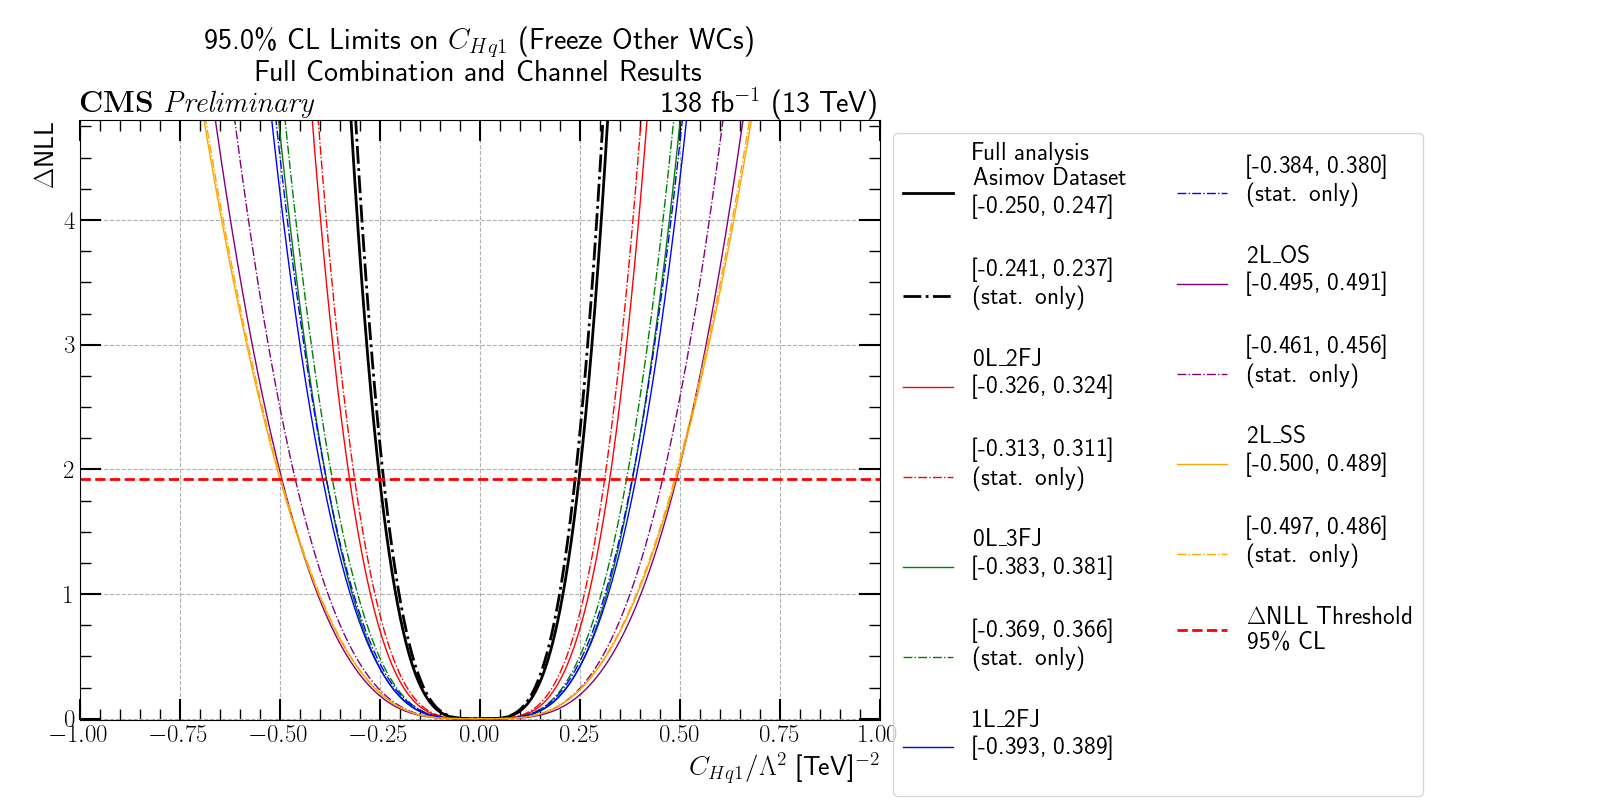 95.0% CL Limits on C_{Hq1} (Freeze Other WCs)
Full Combination and Channel Results
CMS Preliminary
138 fb^{-1} (13 TeV)
ΔNLL
4
3
2
1
0
−1.00
−0.75
−0.50
−0.25
0.00
0.25
0.50
0.75
1.00
C_{Hq1}/Λ^2 [TeV]^{−2}
Full analysis
Asimov Dataset
[-0.250, 0.247]
[-0.241, 0.237]
(stat. only)
0L_2FJ
[-0.326, 0.324]
[-0.313, 0.311]
(stat. only)
0L_3FJ
[-0.383, 0.381]
[-0.369, 0.366]
(stat. only)
1L_2FJ
[-0.393, 0.389]
[-0.384, 0.380]
(stat. only)
2L_OS
[-0.495, 0.491]
[-0.461, 0.456]
(stat. only)
2L_SS
[-0.500, 0.489]
[-0.497, 0.486]
(stat. only)
ΔNLL Threshold
95% CL